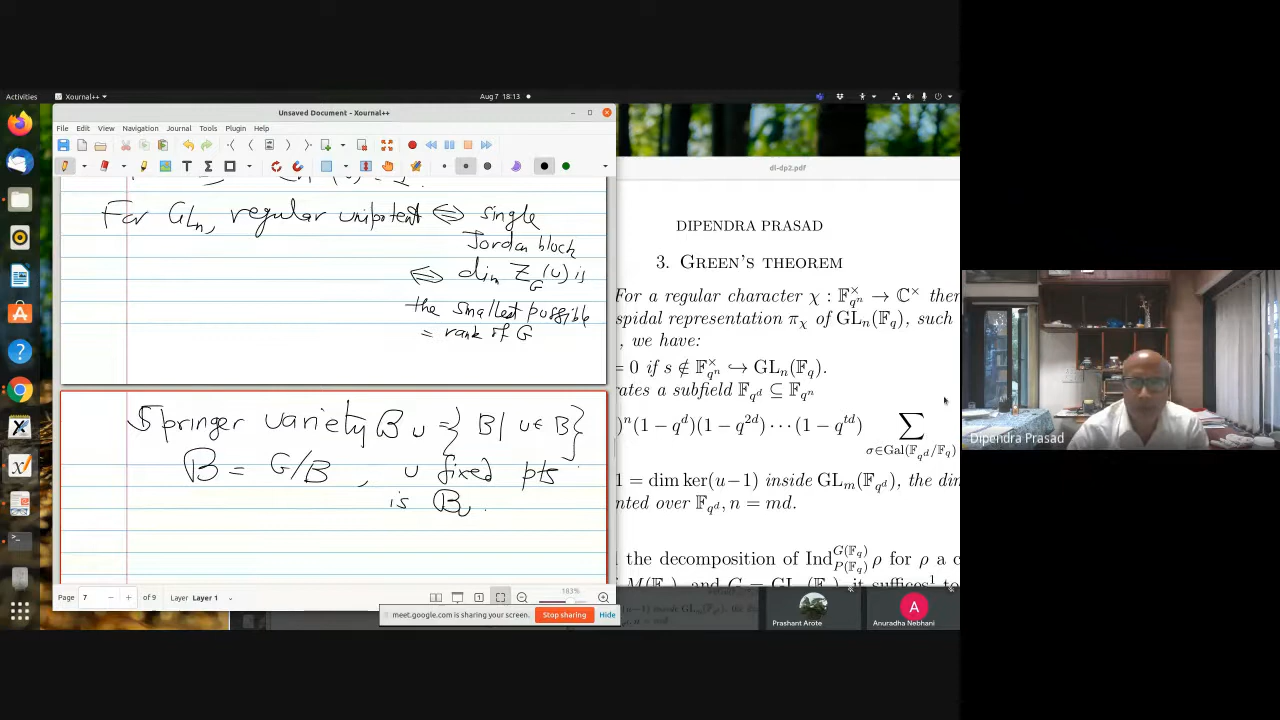 Activities
Xournal++
Aug 7 18:13
Unsaved Document - Xournal++
File Edit View Navigation Journal Tools Plugin Help
For GLn, regular unipotent ⟺ single
Jordan block
⟺ dim Z_G(u) is
the smallest possible
= rank of G
Springer variety B_u = { B | u ∈ B }
B = G/B , u fixed pts
is B_u .
Page 7 of 9 Layer Layer 1 183%
meet.google.com is sharing your screen. Stop sharing Hide
dl-dp2.pdf
DIPENDRA PRASAD
3. GREEN'S THEOREM
For a regular character χ : 𝔽×_{q^n} → ℂ× ther
spidal representation π_χ of GL_n(𝔽_q), such
, we have:
= 0 if s ∉ 𝔽×_{q^n} ↪ GL_n(𝔽_q).
rates a subfield 𝔽_{q^d} ⊆ 𝔽_{q^n}
)^n(1 − q^d)(1 − q^{2d}) ··· (1 − q^{td}) ∑
σ∈Gal(𝔽_{q^d}/𝔽_q)
1 = dim ker(u−1) inside GL_m(𝔽_{q^d}), the dim
nted over 𝔽_{q^d}, n = md.
l the decomposition of Ind^{G(𝔽_q)}_{P(𝔽_q)} ρ for ρ a c
Prashant Arote
A
Anuradha Nebhani
Dipendra Prasad